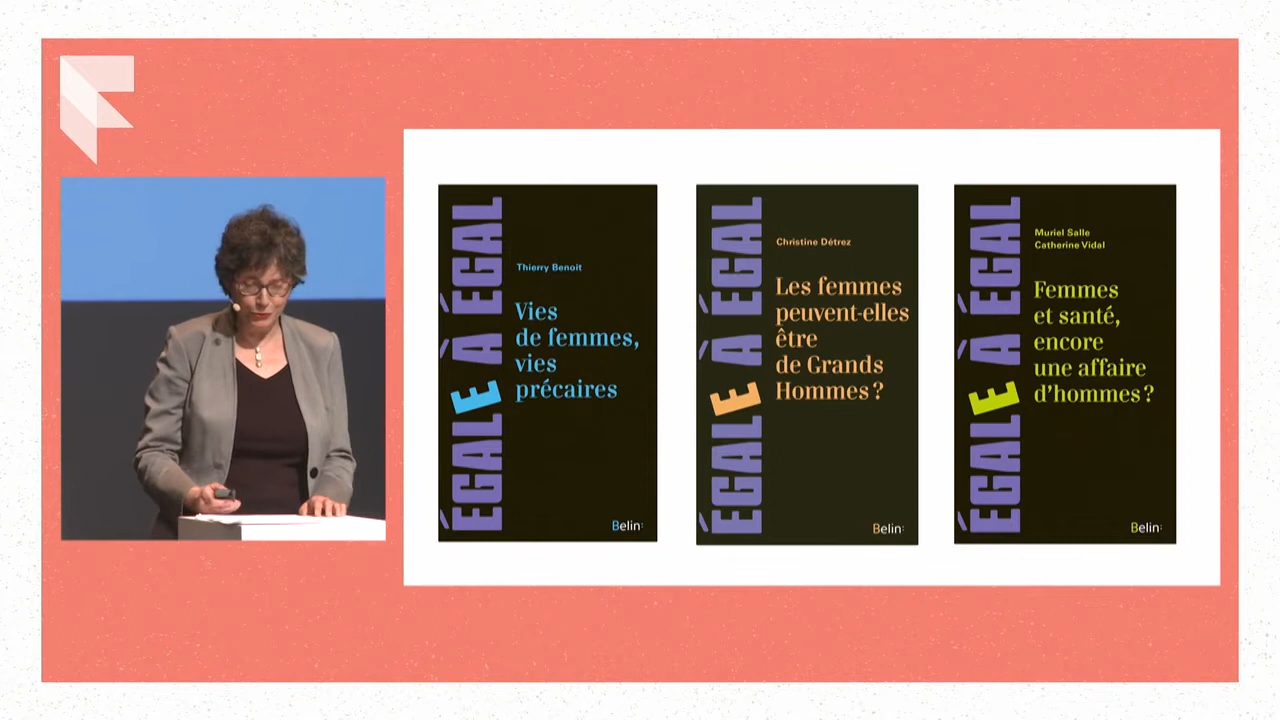 ÉGALE À ÉGAL
Thierry Benoit
Vies
de femmes,
vies
précaires
Belin:
ÉGALE À ÉGAL
Christine Détrez
Les femmes
peuvent-elles
être
de Grands
Hommes ?
Belin:
ÉGALE À ÉGAL
Muriel Salle
Catherine Vidal
Femmes
et santé,
encore
une affaire
d'hommes ?
Belin: